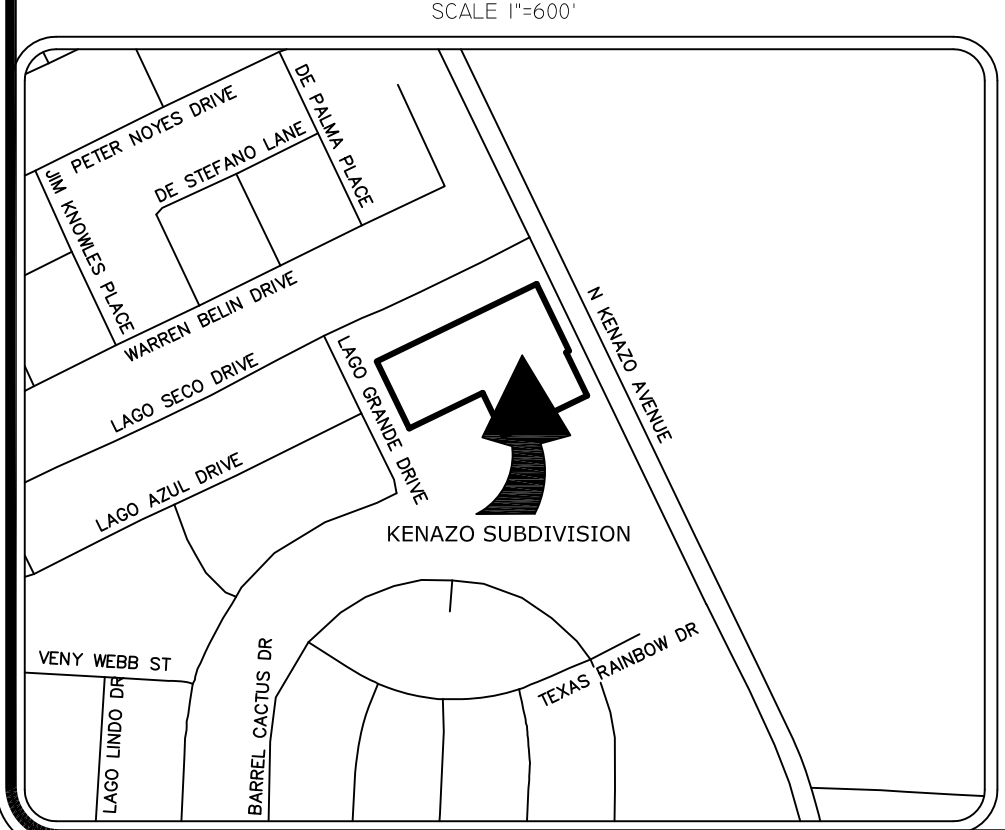 SCALE 1"=600'
PETER NOYES DRIVE
DE PALMA PLACE
DE STEFANO LANE
JIM KNOWLES PLACE
WARREN BELIN DRIVE
N KENAZO AVENUE
LAGO SECO DRIVE
LAGO GRANDE DRIVE
LAGO AZUL DRIVE
KENAZO SUBDIVISION
VENY WEBB ST
TEXAS RAINBOW DR
LAGO LINDO DR
BARREL CACTUS DR